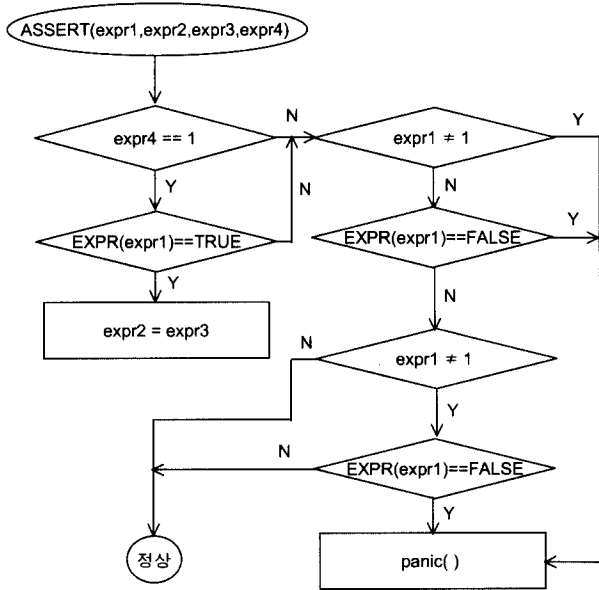 ASSERT(expr1,expr2,expr3,expr4)
expr4 == 1
N
expr1 ≠ 1
Y
Y
N
N
EXPR(expr1)==TRUE
EXPR(expr1)==FALSE
Y
Y
N
expr2 = expr3
N
expr1 ≠ 1
Y
N
EXPR(expr1)==FALSE
Y
정상
panic( )